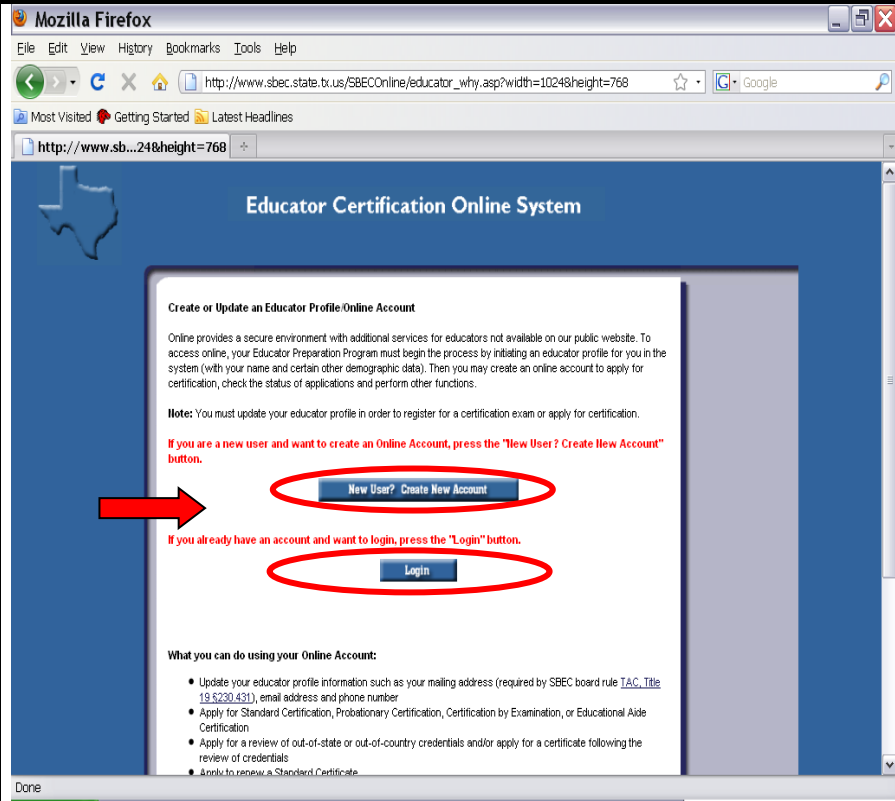 Mozilla Firefox
File Edit View History Bookmarks Tools Help
http://www.sbec.state.tx.us/SBECOnline/educator_why.asp?width=1024&height=768
G Google
Most Visited Getting Started Latest Headlines
http://www.sb...24&height=768
Educator Certification Online System
Create or Update an Educator Profile/Online Account
Online provides a secure environment with additional services for educators not available on our public website. To
access online, your Educator Preparation Program must begin the process by initiating an educator profile for you in the
system (with your name and certain other demographic data). Then you may create an online account to apply for
certification, check the status of applications and perform other functions.
Note: You must update your educator profile in order to register for a certification exam or apply for certification.
If you are a new user and want to create an Online Account, press the "New User? Create New Account"
button.
New User? Create New Account
If you already have an account and want to login, press the "Login" button.
Login
What you can do using your Online Account:
• Update your educator profile information such as your mailing address (required by SBEC board rule TAC, Title
19 §230.431), email address and phone number
• Apply for Standard Certification, Probationary Certification, Certification by Examination, or Educational Aide
Certification
• Apply for a review of out-of-state or out-of-country credentials and/or apply for a certificate following the
review of credentials
• Apply to renew a Standard Certificate
Done